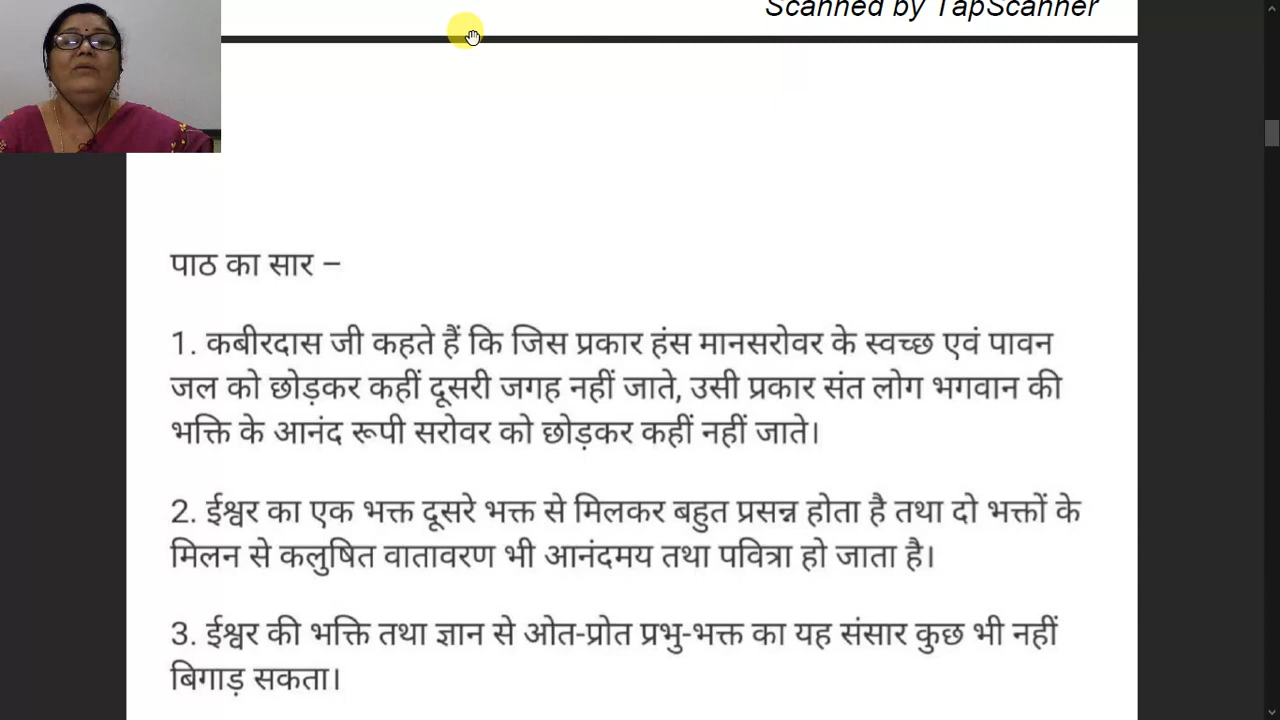 Scanned by TapScanner
पाठ का सार –
1. कबीरदास जी कहते हैं कि जिस प्रकार हंस मानसरोवर के स्वच्छ एवं पावन
जल को छोड़कर कहीं दूसरी जगह नहीं जाते, उसी प्रकार संत लोग भगवान की
भक्ति के आनंद रूपी सरोवर को छोड़कर कहीं नहीं जाते।
2. ईश्वर का एक भक्त दूसरे भक्त से मिलकर बहुत प्रसन्न होता है तथा दो भक्तों के
मिलन से कलुषित वातावरण भी आनंदमय तथा पवित्रा हो जाता है।
3. ईश्वर की भक्ति तथा ज्ञान से ओत-प्रोत प्रभु-भक्त का यह संसार कुछ भी नहीं
बिगाड़ सकता।